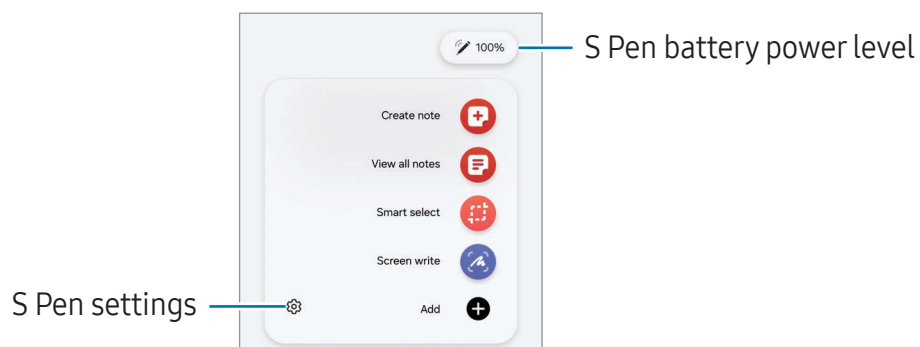 100%
S Pen battery power level
Create note
View all notes
Smart select
Screen write
S Pen settings
Add